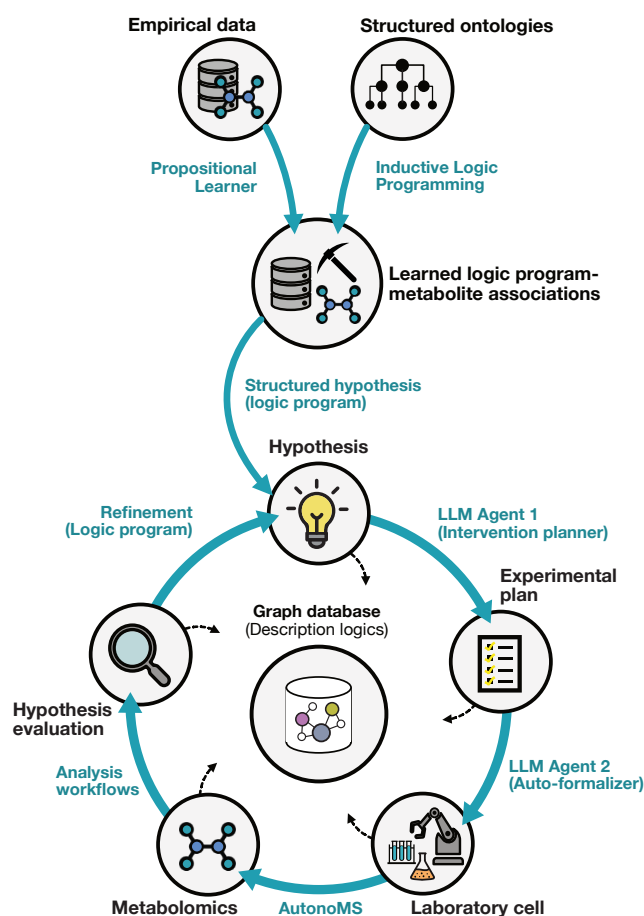 Empirical data
Structured ontologies
Propositional
Learner
Inductive Logic
Programming
Learned logic program-
metabolite associations
Structured hypothesis
(logic program)
Hypothesis
Refinement
(Logic program)
LLM Agent 1
(Intervention planner)
Experimental
plan
Graph database
(Description logics)
Hypothesis
evaluation
LLM Agent 2
(Auto-formalizer)
Analysis
workflows
Metabolomics
AutonoMS
Laboratory cell